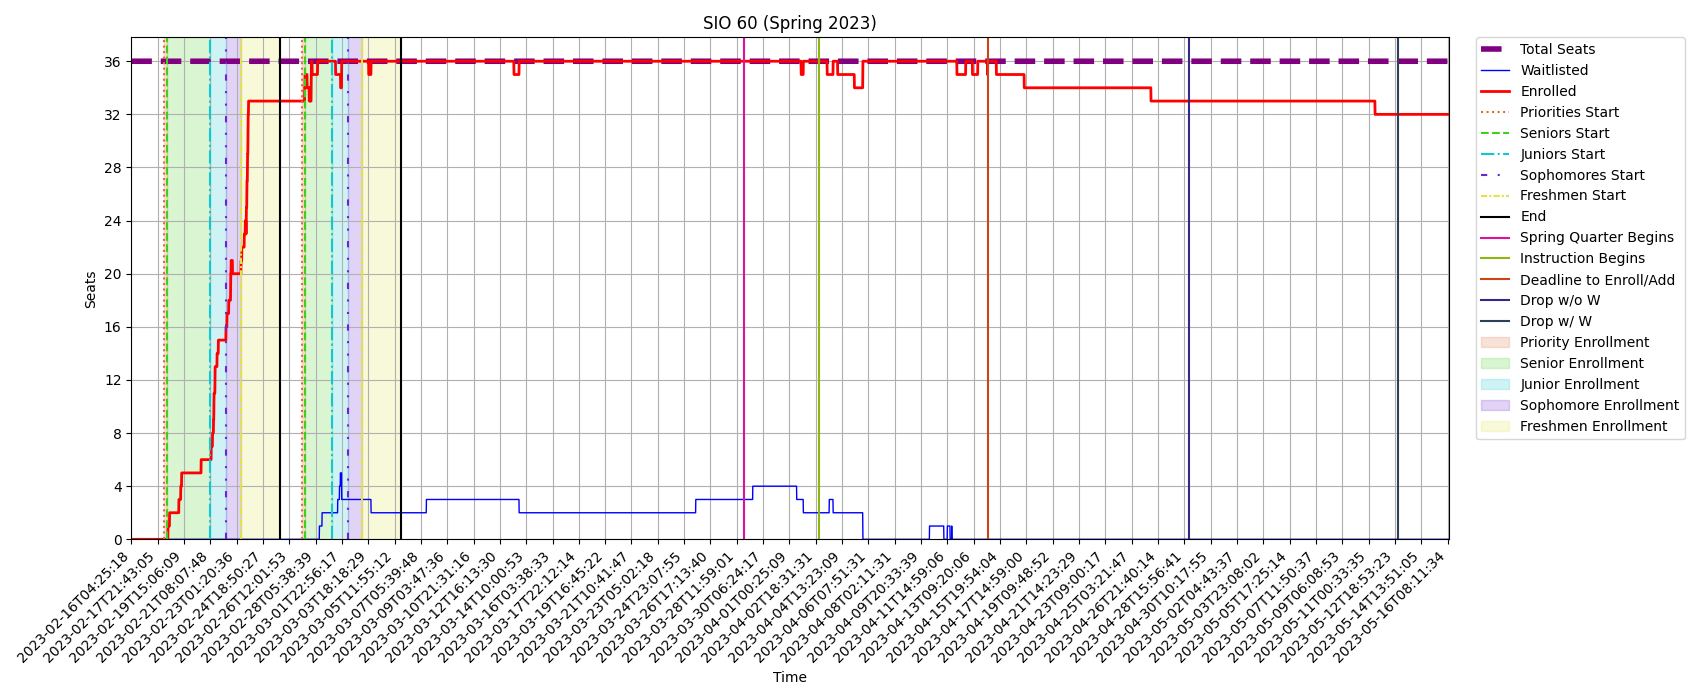 SIO 60 (Spring 2023)
Seats
36
32
28
24
20
16
12
8
4
0
2023-02-16T04:25:18
2023-02-17T21:43:05
2023-02-19T15:06:09
2023-02-21T08:07:48
2023-02-23T01:20:36
2023-02-24T18:50:27
2023-02-26T12:01:53
2023-02-28T05:38:39
2023-03-01T22:56:17
2023-03-03T18:18:29
2023-03-05T11:55:12
2023-03-07T05:39:48
2023-03-09T03:47:36
2023-03-10T21:31:16
2023-03-12T16:13:30
2023-03-14T10:00:53
2023-03-16T03:38:33
2023-03-17T22:12:14
2023-03-19T16:45:22
2023-03-21T10:41:47
2023-03-23T05:02:18
2023-03-24T23:07:55
2023-03-26T17:13:40
2023-03-28T11:59:01
2023-03-30T06:24:17
2023-04-01T00:25:09
2023-04-02T18:31:31
2023-04-04T13:23:09
2023-04-06T07:51:31
2023-04-08T02:11:31
2023-04-09T20:33:39
2023-04-11T14:59:06
2023-04-13T09:20:06
2023-04-15T19:54:04
2023-04-17T14:59:00
2023-04-19T09:48:52
2023-04-21T14:23:29
2023-04-23T09:00:17
2023-04-25T03:21:47
2023-04-26T21:40:14
2023-04-28T15:56:41
2023-04-30T10:17:55
2023-05-02T04:43:37
2023-05-03T23:08:02
2023-05-05T17:25:14
2023-05-07T11:50:37
2023-05-09T06:08:53
2023-05-11T00:33:35
2023-05-12T18:53:23
2023-05-14T13:51:05
2023-05-16T08:11:34
Time
Total Seats
Waitlisted
Enrolled
Priorities Start
Seniors Start
Juniors Start
Sophomores Start
Freshmen Start
End
Spring Quarter Begins
Instruction Begins
Deadline to Enroll/Add
Drop w/o W
Drop w/ W
Priority Enrollment
Senior Enrollment
Junior Enrollment
Sophomore Enrollment
Freshmen Enrollment